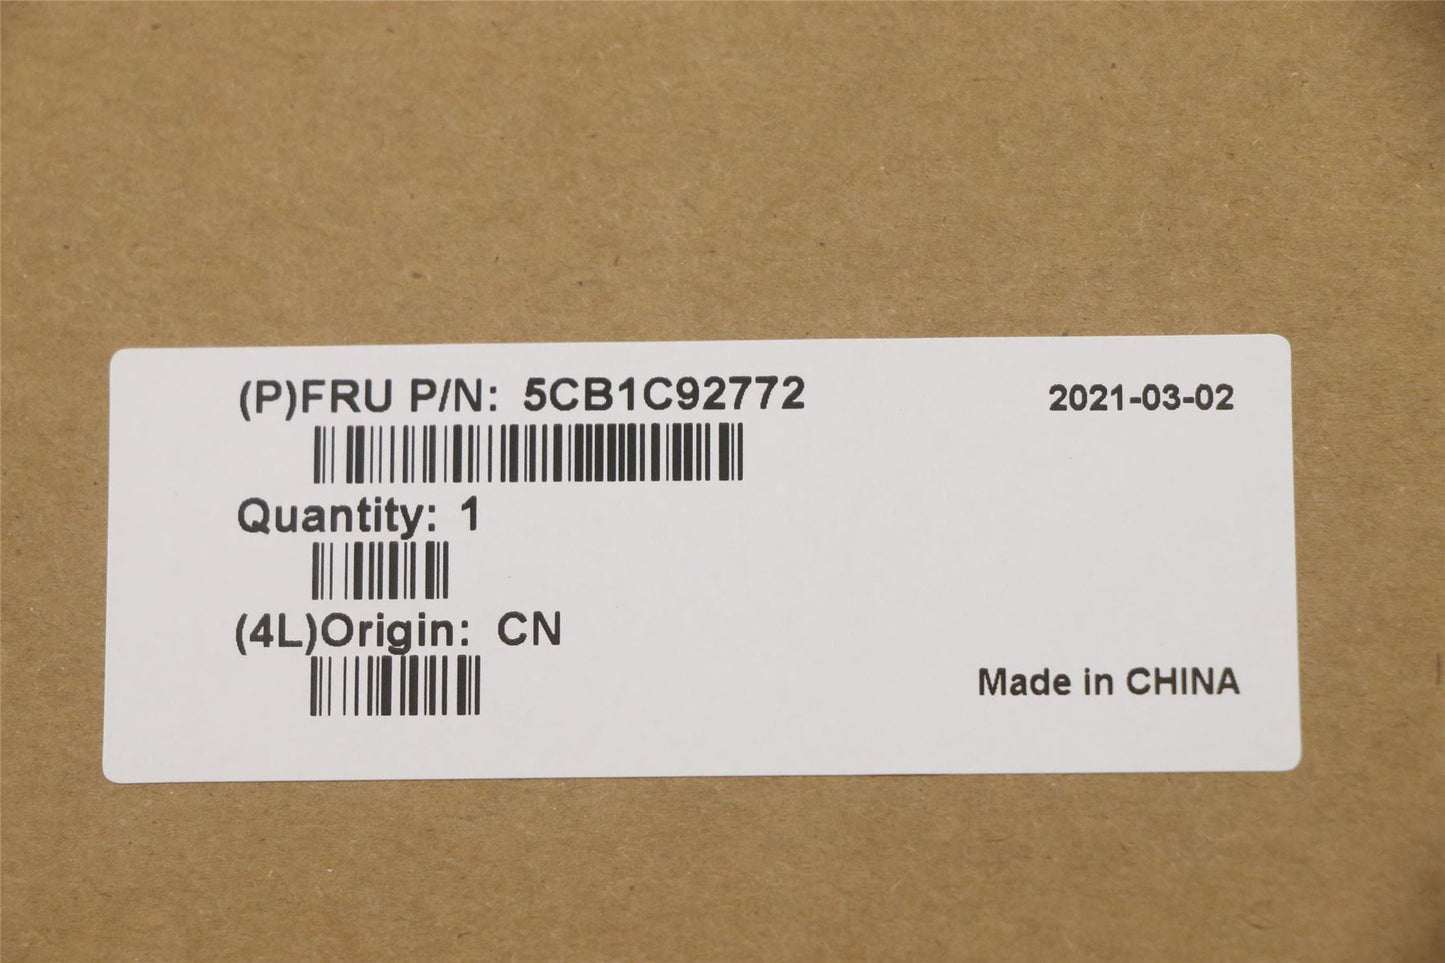 (P)FRU P/N: 5CB1C92772
2021-03-02
Quantity: 1
(4L)Origin: CN
Made in CHINA